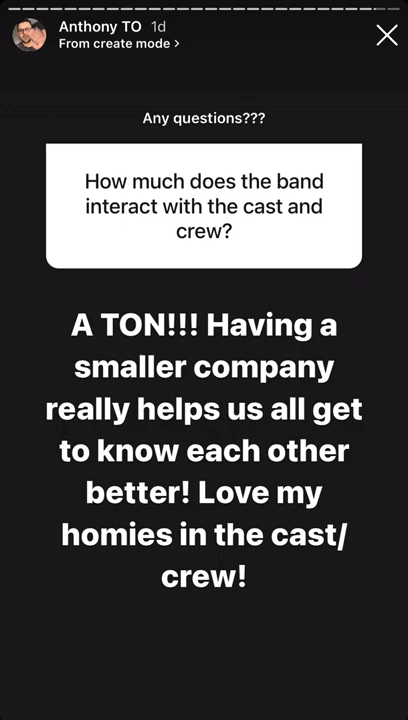 Anthony TO 1d
From create mode >
Any questions???
How much does the band
interact with the cast and
crew?
A TON!!! Having a
smaller company
really helps us all get
to know each other
better! Love my
homies in the cast/
crew!